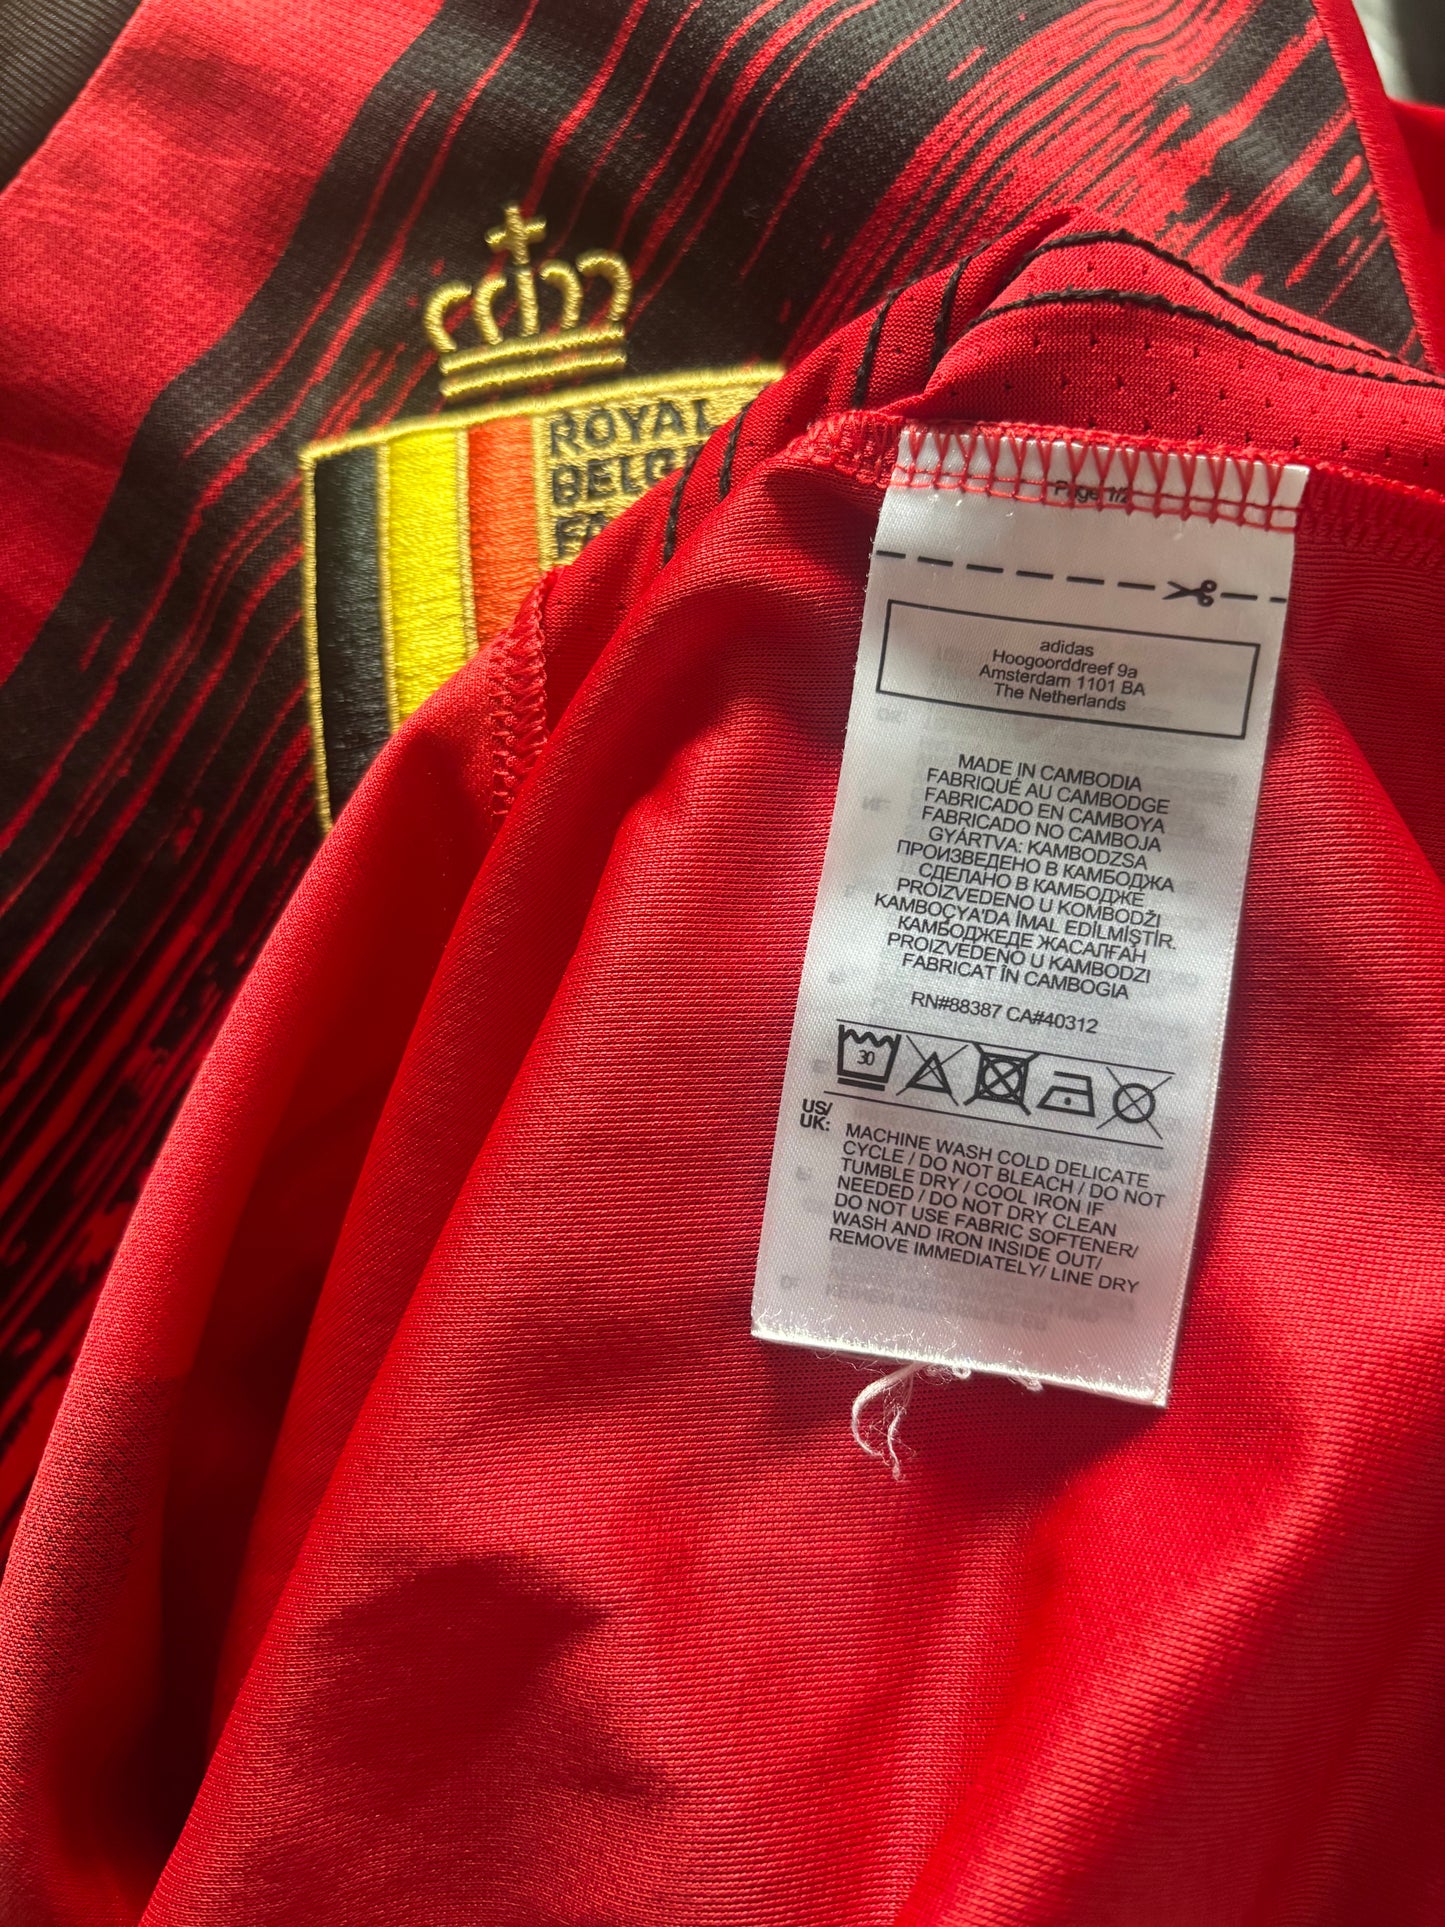 ROYAL
BELG
FA
Page 1/2
adidas
Hoogoorddreef 9a
Amsterdam 1101 BA
The Netherlands
MADE IN CAMBODIA
FABRIQUÉ AU CAMBODGE
FABRICADO EN CAMBOYA
FABRICADO NO CAMBOJA
GYÁRTVA: KAMBODZSA
ПРОИЗВЕДЕНО В КАМБОДЖА
СДЕЛАНО В КАМБОДЖЕ
PROIZVEDENO U KOMBODŽI
KAMBOÇYA'DA İMAL EDİLMİŞTİR.
КАМБОДЖЕДЕ ЖАСАЛҒАН
PROIZVEDENO U KAMBODZI
FABRICAT ÎN CAMBOGIA
RN#88387 CA#40312
30
US/
UK:
MACHINE WASH COLD DELICATE
CYCLE / DO NOT BLEACH / DO NOT
TUMBLE DRY / COOL IRON IF
NEEDED / DO NOT DRY CLEAN
DO NOT USE FABRIC SOFTENER/
WASH AND IRON INSIDE OUT/
REMOVE IMMEDIATELY/ LINE DRY